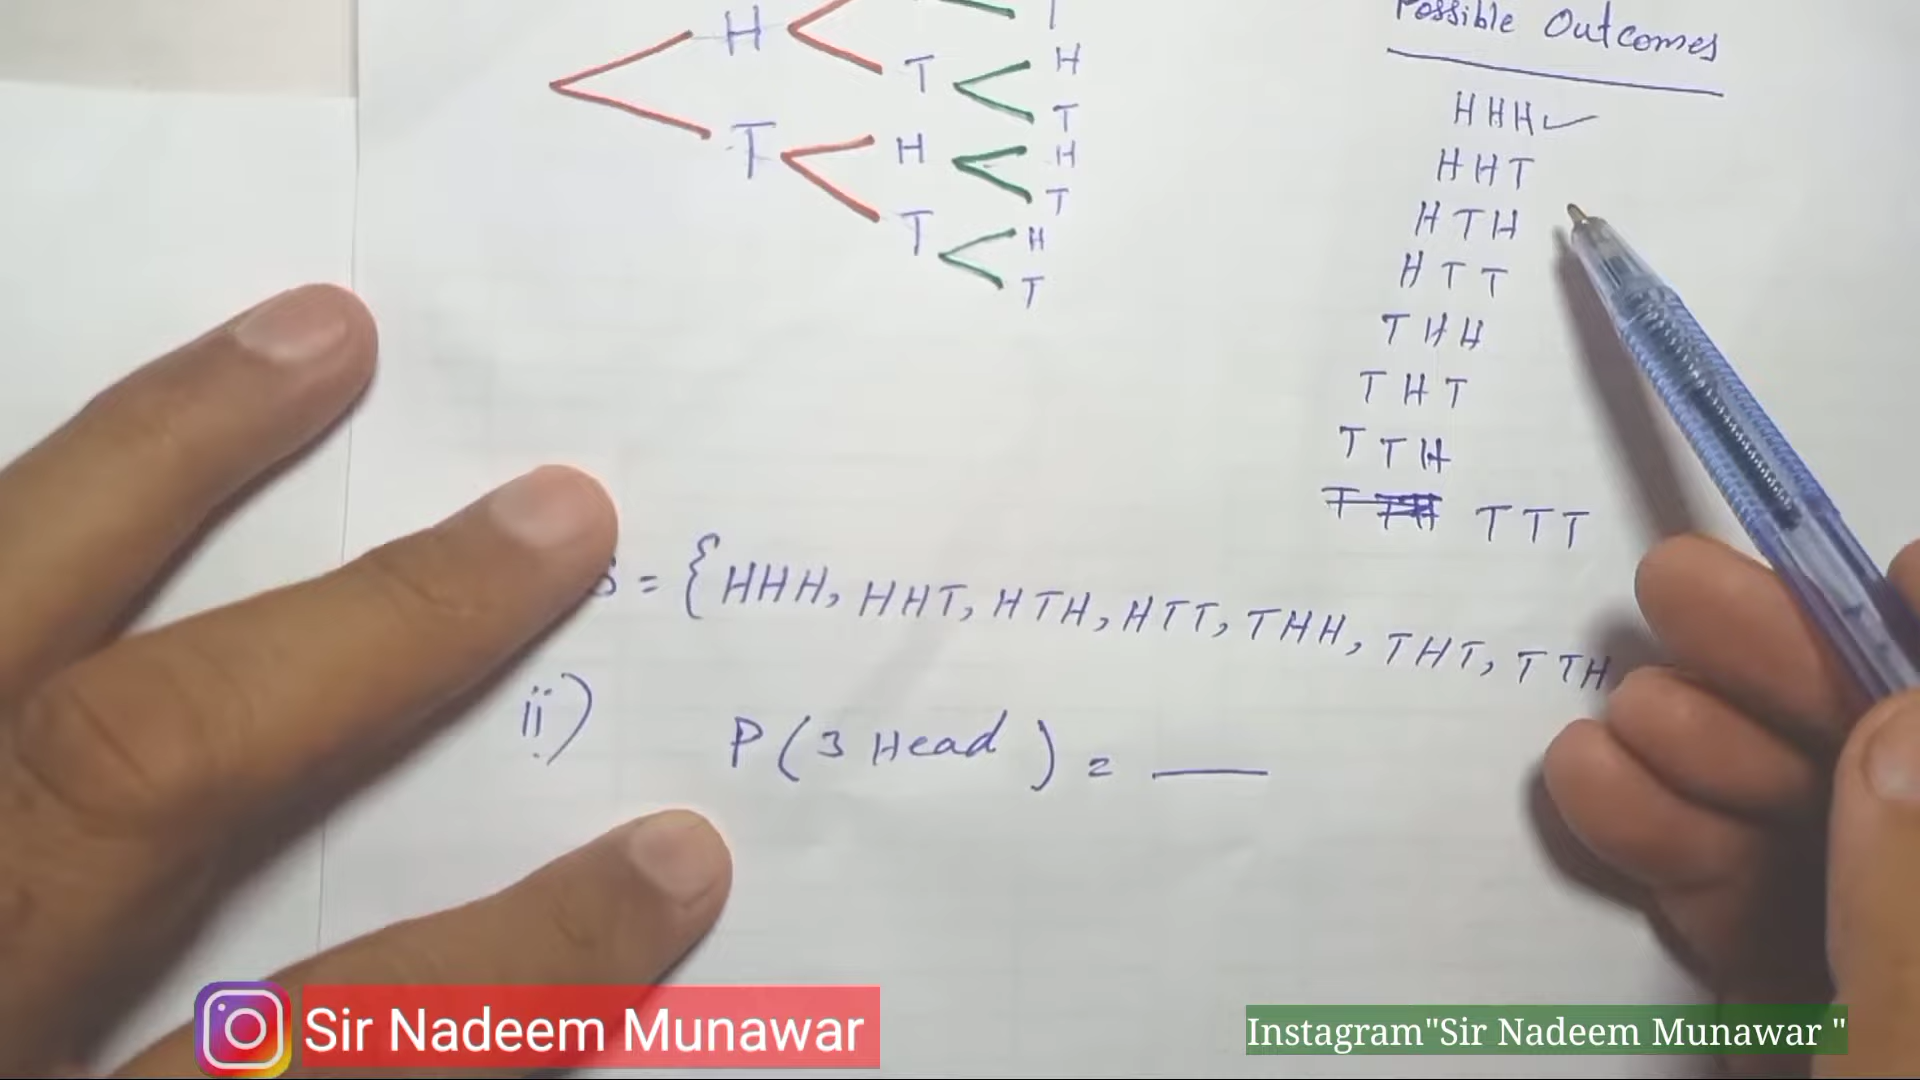 Possible Outcomes
H
T
H
T
T
H
H
T
T
H
T
HHH ✓
HHT
HTH
HTT
THH
THT
TTH
TTT
S = {HHH, HHT, HTH, HTT, THH, THT, TTH
ii) P(3 Head) =
Sir Nadeem Munawar
Instagram"Sir Nadeem Munawar "